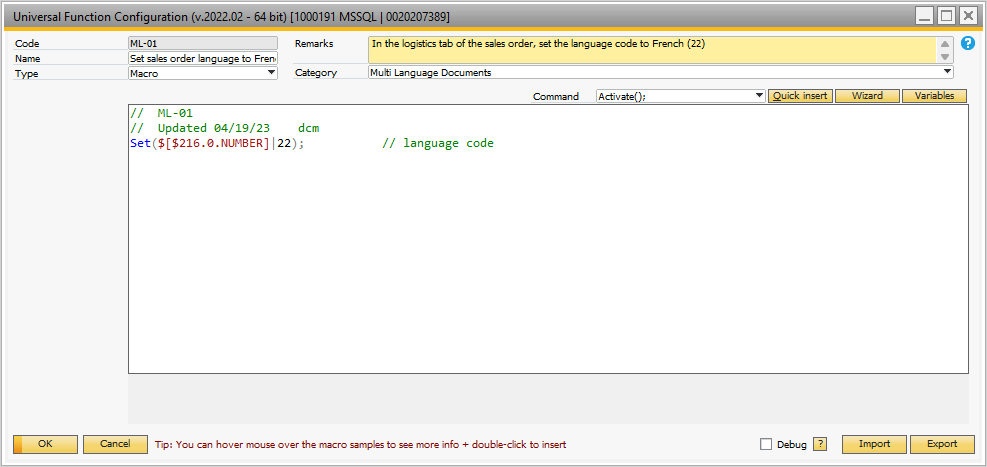 Universal Function Configuration (v.2022.02 - 64 bit) [1000191 MSSQL | 0020207389]
Code ML-01 Remarks In the logistics tab of the sales order, set the language code to French (22) ?
Name Set sales order language to Fren
Type Macro Category Multi Language Documents
Command Activate(); Quick insert Wizard Variables
// ML-01
// Updated 04/19/23 dcm
Set($[$216.0.NUMBER]|22); // language code
OK Cancel Tip: You can hover mouse over the macro samples to see more info + double-click to insert Debug ? Import Export